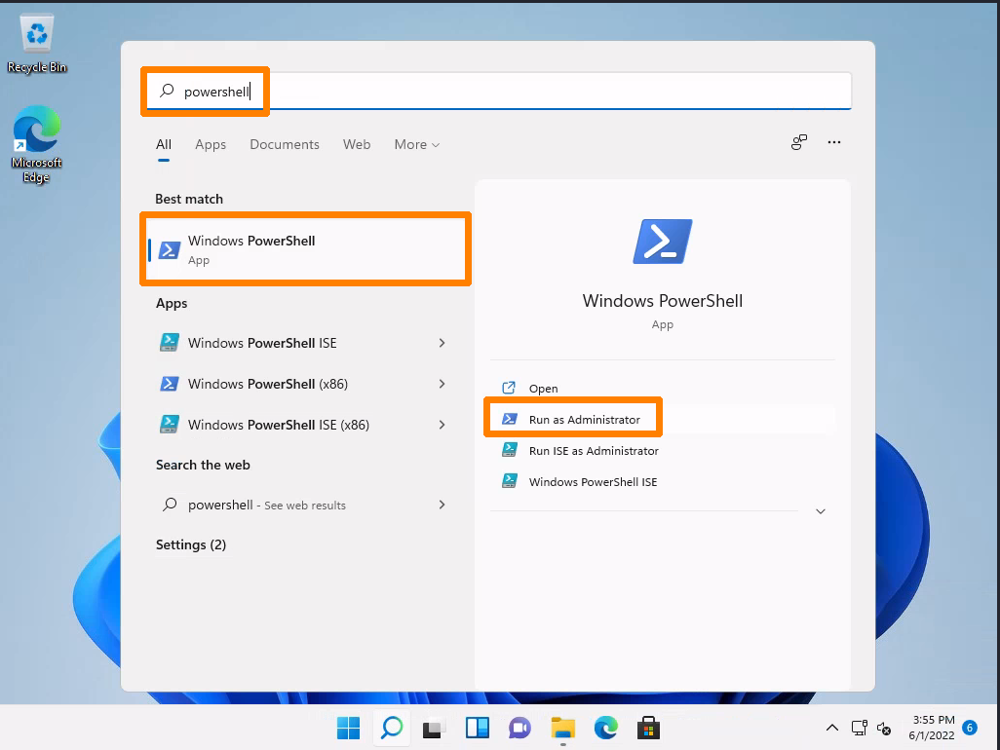 Recycle Bin
Microsoft
Edge
powershell
All Apps Documents Web More
Best match
Windows PowerShell
App
Apps
Windows PowerShell ISE
Windows PowerShell (x86)
Windows PowerShell ISE (x86)
Search the web
powershell - See web results
Settings (2)
Windows PowerShell
App
Open
Run as Administrator
Run ISE as Administrator
Windows PowerShell ISE
3:55 PM
6/1/2022
6